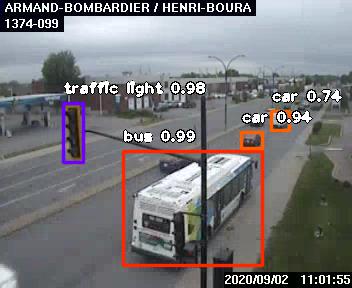 ARMAND-BOMBARDIER / HENRI-BOURA
1374-099
traffic light 0.98
car 0.74
car 0.94
bus 0.99
2020/09/02 11:01:55